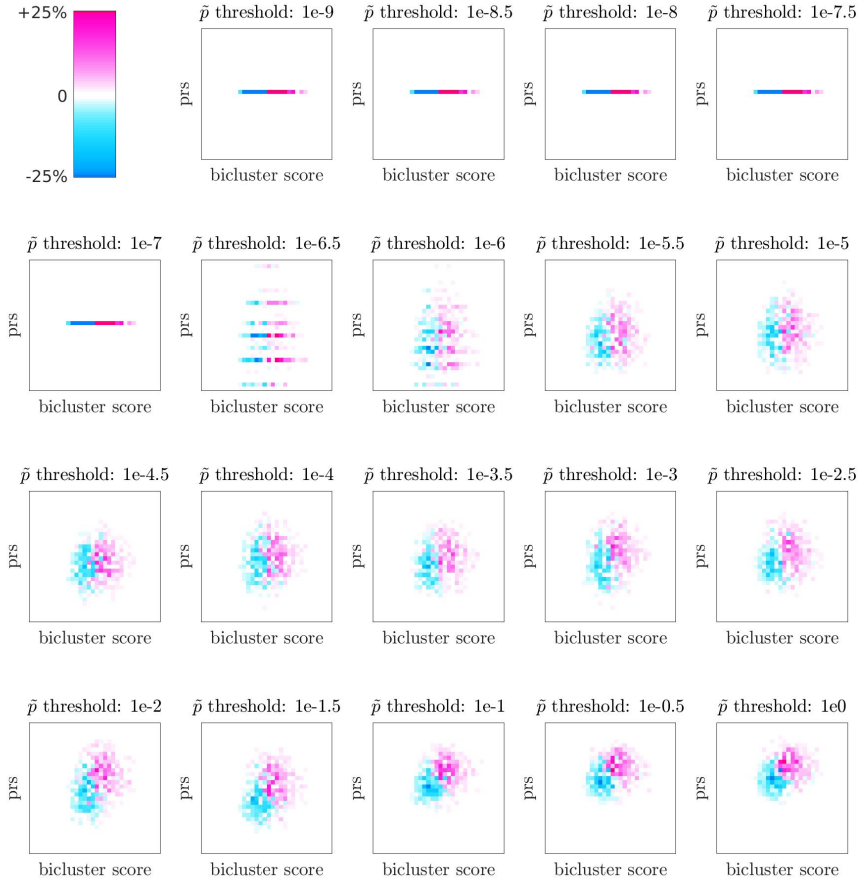 +25%
0
-25%
p̃ threshold: 1e-9
prs
bicluster score
p̃ threshold: 1e-8.5
prs
bicluster score
p̃ threshold: 1e-8
prs
bicluster score
p̃ threshold: 1e-7.5
prs
bicluster score
p̃ threshold: 1e-7
prs
bicluster score
p̃ threshold: 1e-6.5
prs
bicluster score
p̃ threshold: 1e-6
prs
bicluster score
p̃ threshold: 1e-5.5
prs
bicluster score
p̃ threshold: 1e-5
prs
bicluster score
p̃ threshold: 1e-4.5
prs
bicluster score
p̃ threshold: 1e-4
prs
bicluster score
p̃ threshold: 1e-3.5
prs
bicluster score
p̃ threshold: 1e-3
prs
bicluster score
p̃ threshold: 1e-2.5
prs
bicluster score
p̃ threshold: 1e-2
prs
bicluster score
p̃ threshold: 1e-1.5
prs
bicluster score
p̃ threshold: 1e-1
prs
bicluster score
p̃ threshold: 1e-0.5
prs
bicluster score
p̃ threshold: 1e0
prs
bicluster score